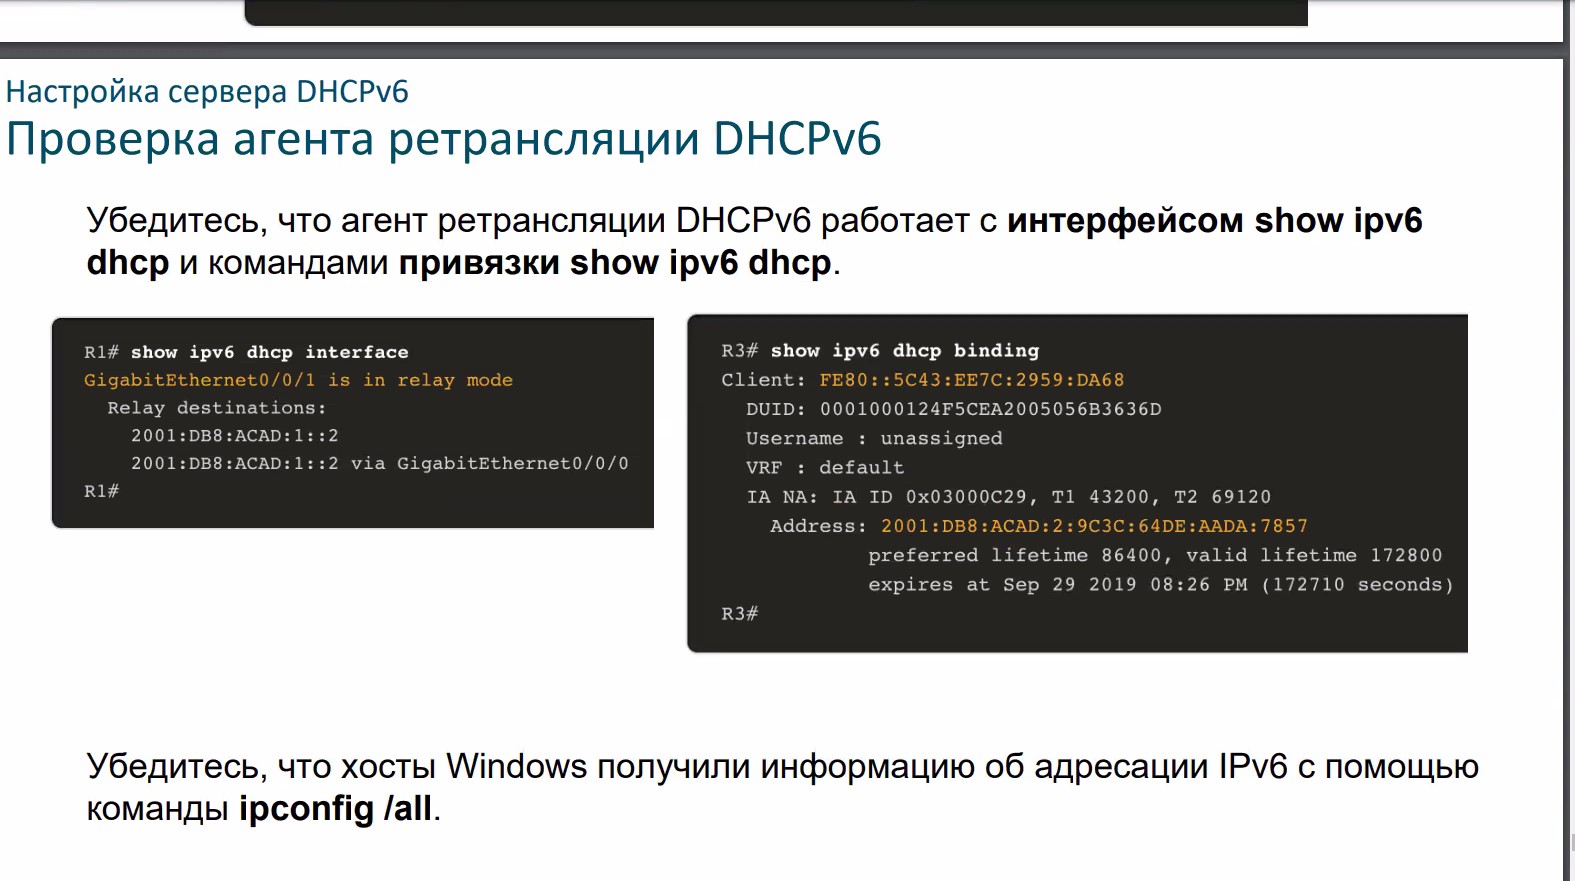 Настройка сервера DHCPv6
Проверка агента ретрансляции DHCPv6
Убедитесь, что агент ретрансляции DHCPv6 работает с интерфейсом show ipv6
dhcp и командами привязки show ipv6 dhcp.
R1# show ipv6 dhcp interface
GigabitEthernet0/0/1 is in relay mode
Relay destinations:
2001:DB8:ACAD:1::2
2001:DB8:ACAD:1::2 via GigabitEthernet0/0/0
R1#
R3# show ipv6 dhcp binding
Client: FE80::5C43:EE7C:2959:DA68
DUID: 0001000124F5CEA2005056B3636D
Username : unassigned
VRF : default
IA NA: IA ID 0x03000C29, T1 43200, T2 69120
Address: 2001:DB8:ACAD:2:9C3C:64DE:AADA:7857
preferred lifetime 86400, valid lifetime 172800
expires at Sep 29 2019 08:26 PM (172710 seconds)
R3#
Убедитесь, что хосты Windows получили информацию об адресации IPv6 с помощью
команды ipconfig /all.